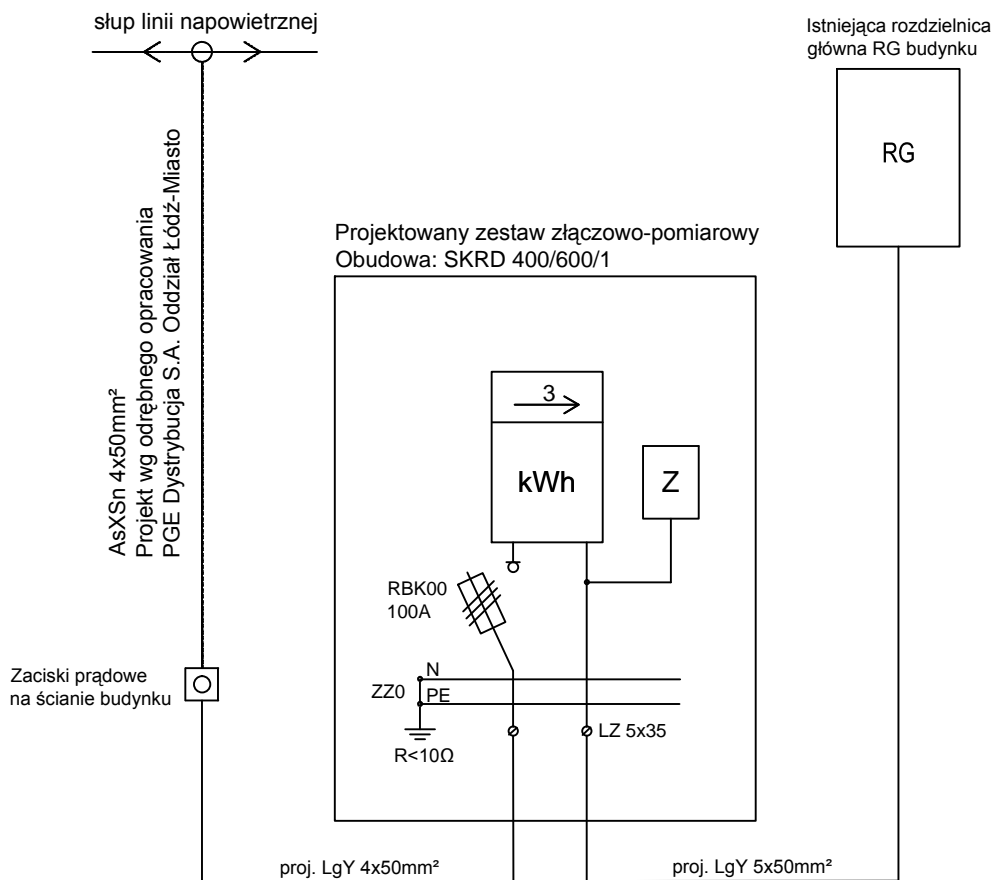 słup linii napowietrznej
Istniejąca rozdzielnica
główna RG budynku
RG
AsXSn 4x50mm²
Projekt wg odrębnego opracowania
PGE Dystrybucja S.A. Oddział Łódź-Miasto
Projektowany zestaw złączowo-pomiarowy
Obudowa: SKRD 400/600/1
3
kWh
Z
RBK00
100A
Zaciski prądowe
na ścianie budynku
N
ZZ0
PE
R<10Ω
LZ 5x35
proj. LgY 4x50mm²
proj. LgY 5x50mm²